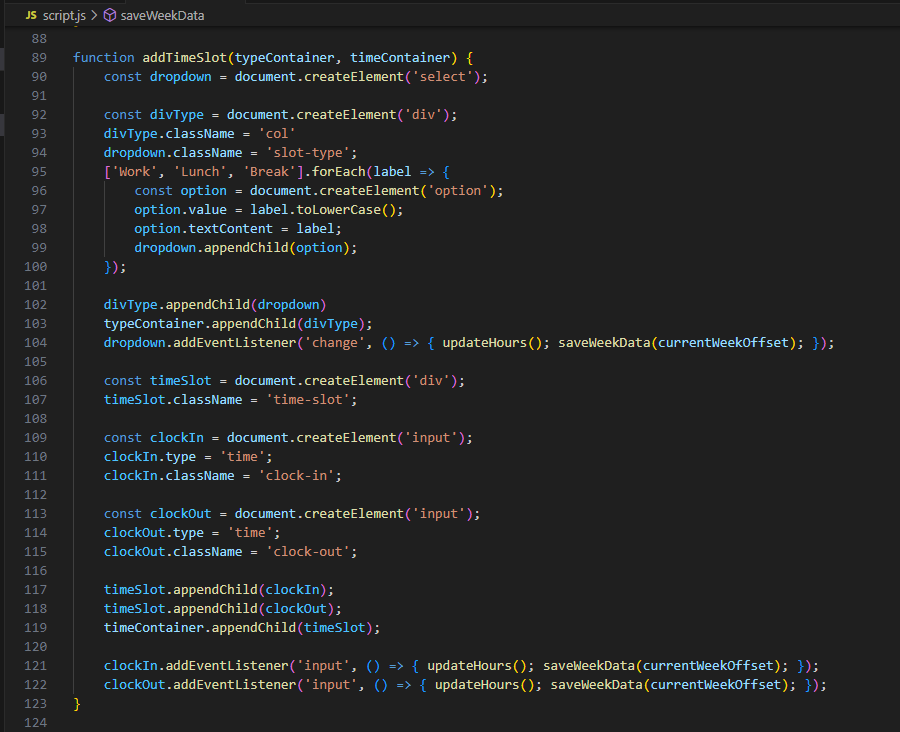 JS script.js > saveWeekData
88
89 function addTimeSlot(typeContainer, timeContainer) {
90 const dropdown = document.createElement('select');
91
92 const divType = document.createElement('div');
93 divType.className = 'col'
94 dropdown.className = 'slot-type';
95 ['Work', 'Lunch', 'Break'].forEach(label => {
96 const option = document.createElement('option');
97 option.value = label.toLowerCase();
98 option.textContent = label;
99 dropdown.appendChild(option);
100 });
101
102 divType.appendChild(dropdown)
103 typeContainer.appendChild(divType);
104 dropdown.addEventListener('change', () => { updateHours(); saveWeekData(currentWeekOffset); });
105
106 const timeSlot = document.createElement('div');
107 timeSlot.className = 'time-slot';
108
109 const clockIn = document.createElement('input');
110 clockIn.type = 'time';
111 clockIn.className = 'clock-in';
112
113 const clockOut = document.createElement('input');
114 clockOut.type = 'time';
115 clockOut.className = 'clock-out';
116
117 timeSlot.appendChild(clockIn);
118 timeSlot.appendChild(clockOut);
119 timeContainer.appendChild(timeSlot);
120
121 clockIn.addEventListener('input', () => { updateHours(); saveWeekData(currentWeekOffset); });
122 clockOut.addEventListener('input', () => { updateHours(); saveWeekData(currentWeekOffset); });
123 }
124